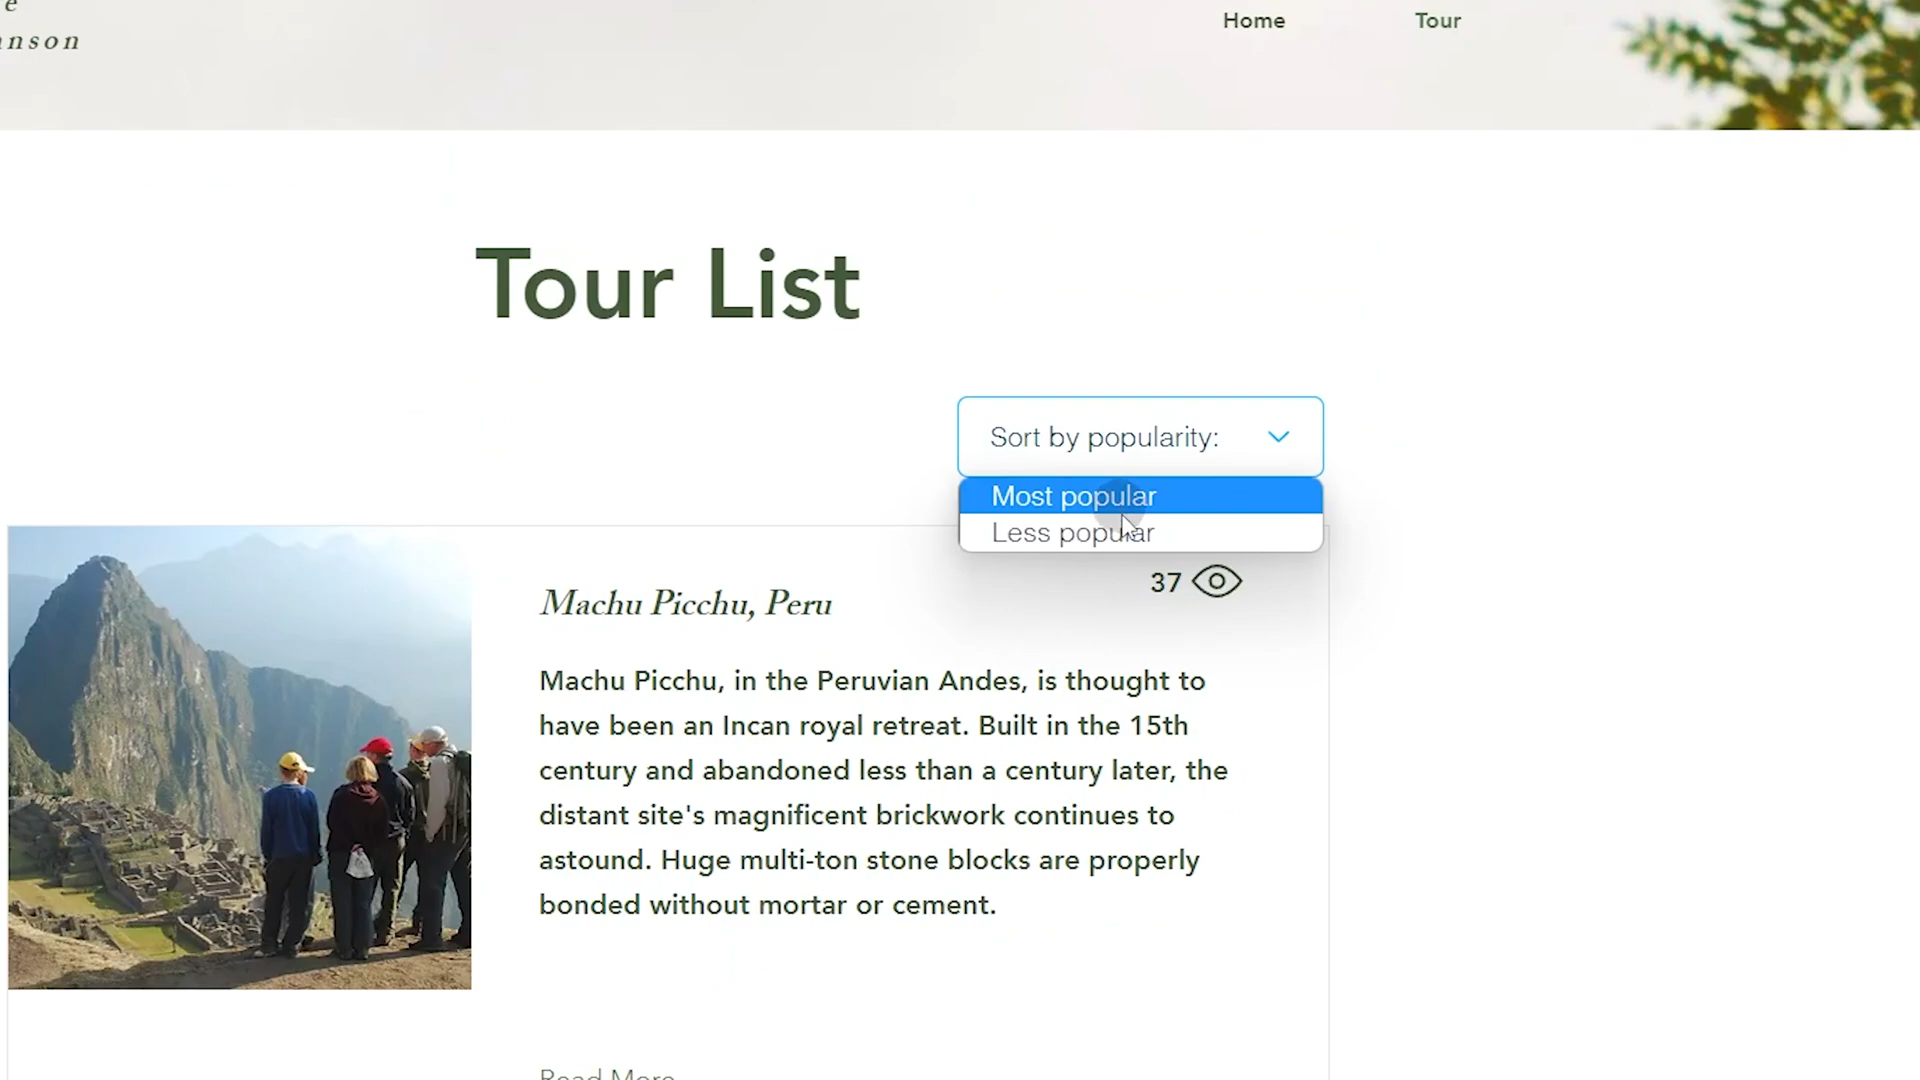 Home
Tour
Tour List
Sort by popularity:
Most popular
Less popular
37
Machu Picchu, Peru
Machu Picchu, in the Peruvian Andes, is thought to
have been an Incan royal retreat. Built in the 15th
century and abandoned less than a century later, the
distant site's magnificent brickwork continues to
astound. Huge multi-ton stone blocks are properly
bonded without mortar or cement.
Read More